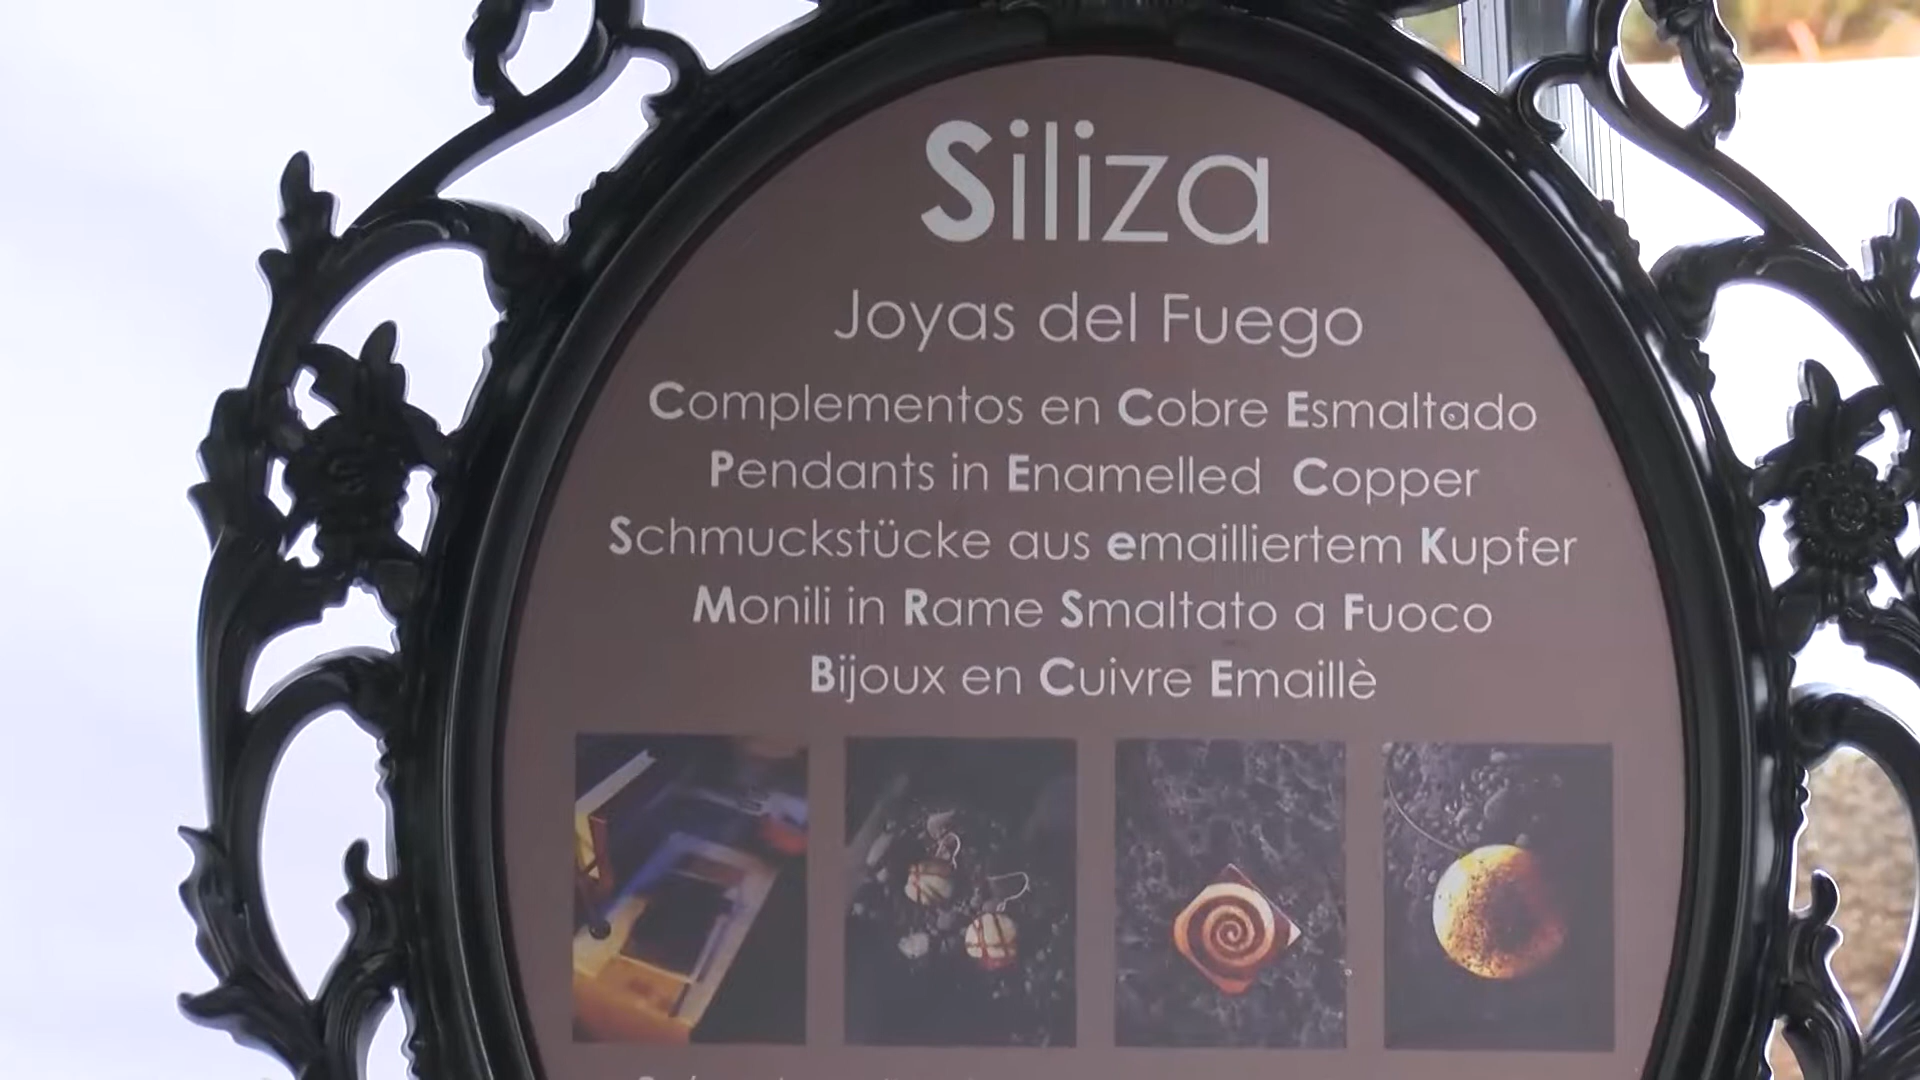 Siliza
Joyas del Fuego
Complementos en Cobre Esmaltado
Pendants in Enamelled Copper
Schmuckstücke aus emailliertem Kupfer
Monili in Rame Smaltato a Fuoco
Bijoux en Cuivre Emaillè